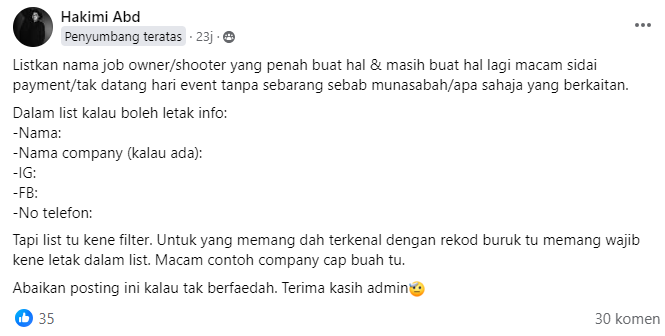 Hakimi Abd
Penyumbang teratas · 23j ·
Listkan nama job owner/shooter yang penah buat hal & masih buat hal lagi macam sidai
payment/tak datang hari event tanpa sebarang sebab munasabah/apa sahaja yang berkaitan.
Dalam list kalau boleh letak info:
-Nama:
-Nama company (kalau ada):
-IG:
-FB:
-No telefon:
Tapi list tu kene filter. Untuk yang memang dah terkenal dengan rekod buruk tu memang wajib
kene letak dalam list. Macam contoh company cap buah tu.
Abaikan posting ini kalau tak berfaedah. Terima kasih admin🤕
35
30 komen